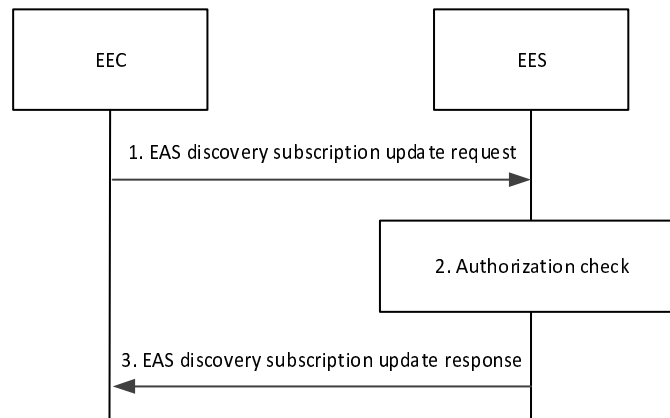 EEC
EES
1. EAS discovery subscription update request
2. Authorization check
3. EAS discovery subscription update response